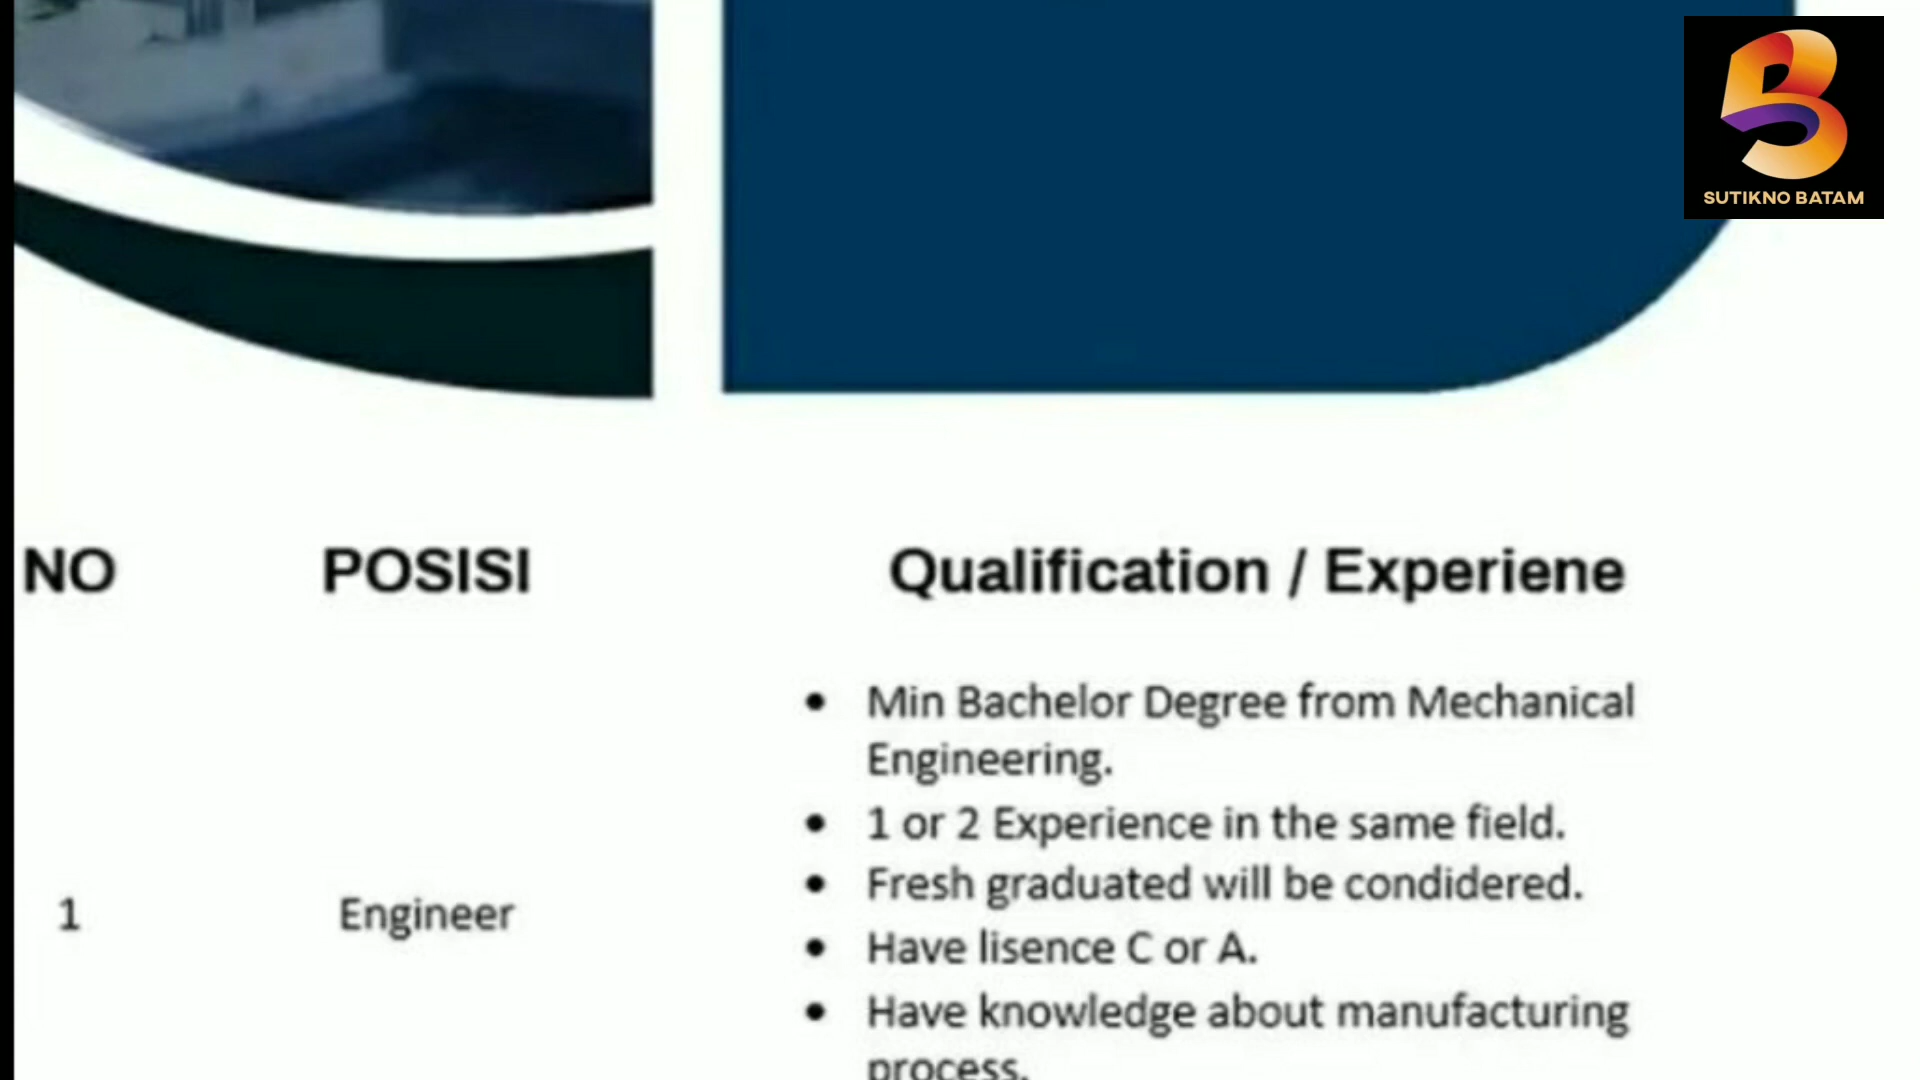 SUTIKNO BATAM
NO POSISI Qualification / Experiene
• Min Bachelor Degree from Mechanical
Engineering.
• 1 or 2 Experience in the same field.
• Fresh graduated will be condidered.
1 Engineer
• Have lisence C or A.
• Have knowledge about manufacturing
process.